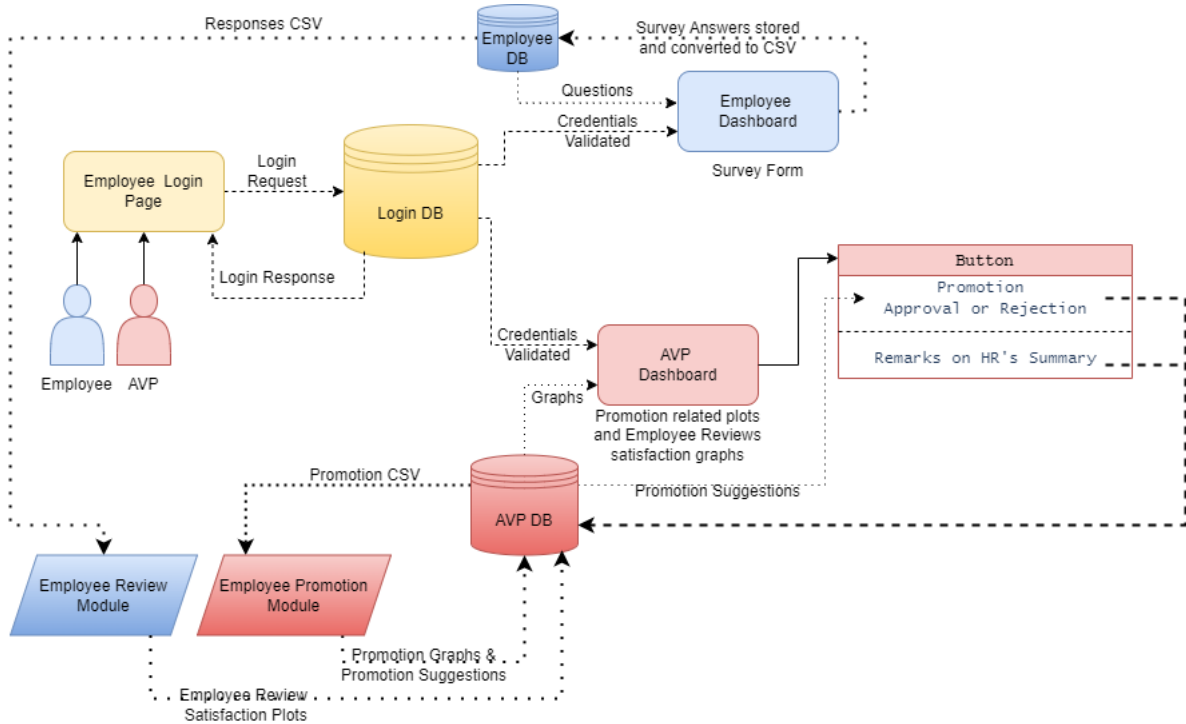 Responses CSV
Employee
DB
Survey Answers stored
and converted to CSV
Questions
Employee
Dashboard
Credentials
Validated
Survey Form
Login
Request
Employee Login
Page
Login DB
Login Response
Employee
AVP
Button
Promotion
Approval or Rejection
Remarks on HR's Summary
Credentials
Validated
AVP
Dashboard
Graphs
Promotion related plots
and Employee Reviews
satisfaction graphs
Promotion CSV
Promotion Suggestions
AVP DB
Employee Review
Module
Employee Promotion
Module
Promotion Graphs &
Promotion Suggestions
Employee Review
Satisfaction Plots